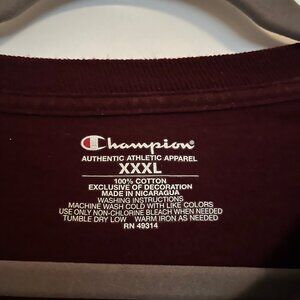 Champion
AUTHENTIC ATHLETIC APPAREL
XXXL
100% COTTON
EXCLUSIVE OF DECORATION
MADE IN NICARAGUA
WASHING INSTRUCTIONS
MACHINE WASH COLD WITH LIKE COLORS
USE ONLY NON-CHLORINE BLEACH WHEN NEEDED
TUMBLE DRY LOW WARM IRON AS NEEDED
RN 49314